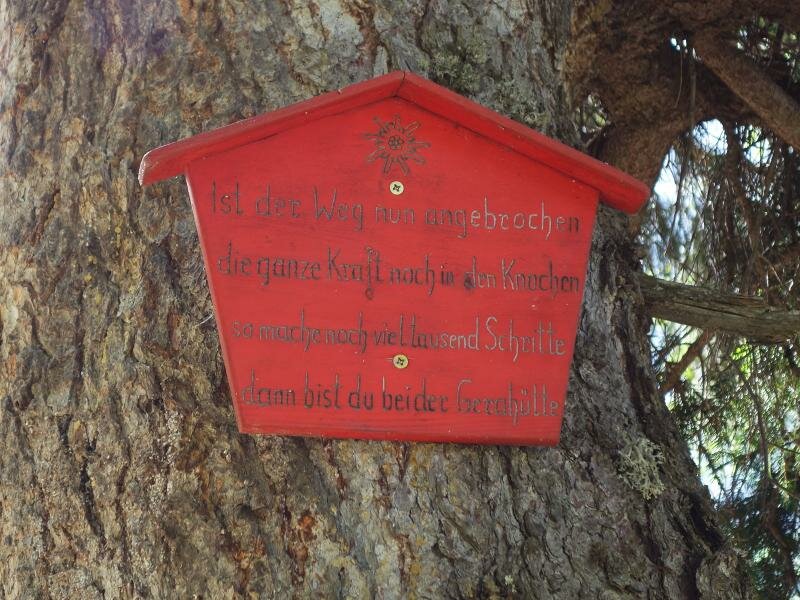 Ist der Weg nun angebrochen
die ganze Kraft noch in den Knochen
so mache noch viel tausend Schritte
dann bist du bei der Gerahütte